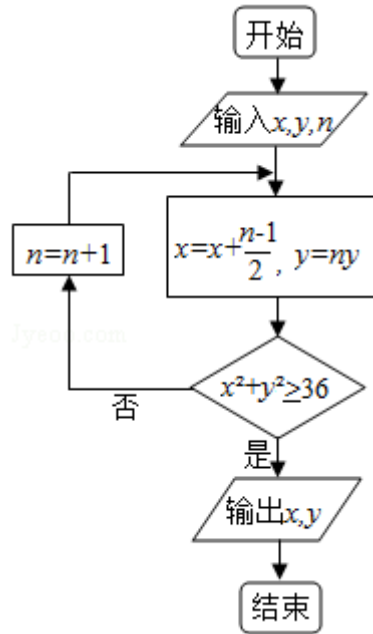 开始
输入x,y,n
n=n+1
x=x+\frac{n-1}{2}, y=ny
x²+y²≥36
否
是
输出x,y
结束